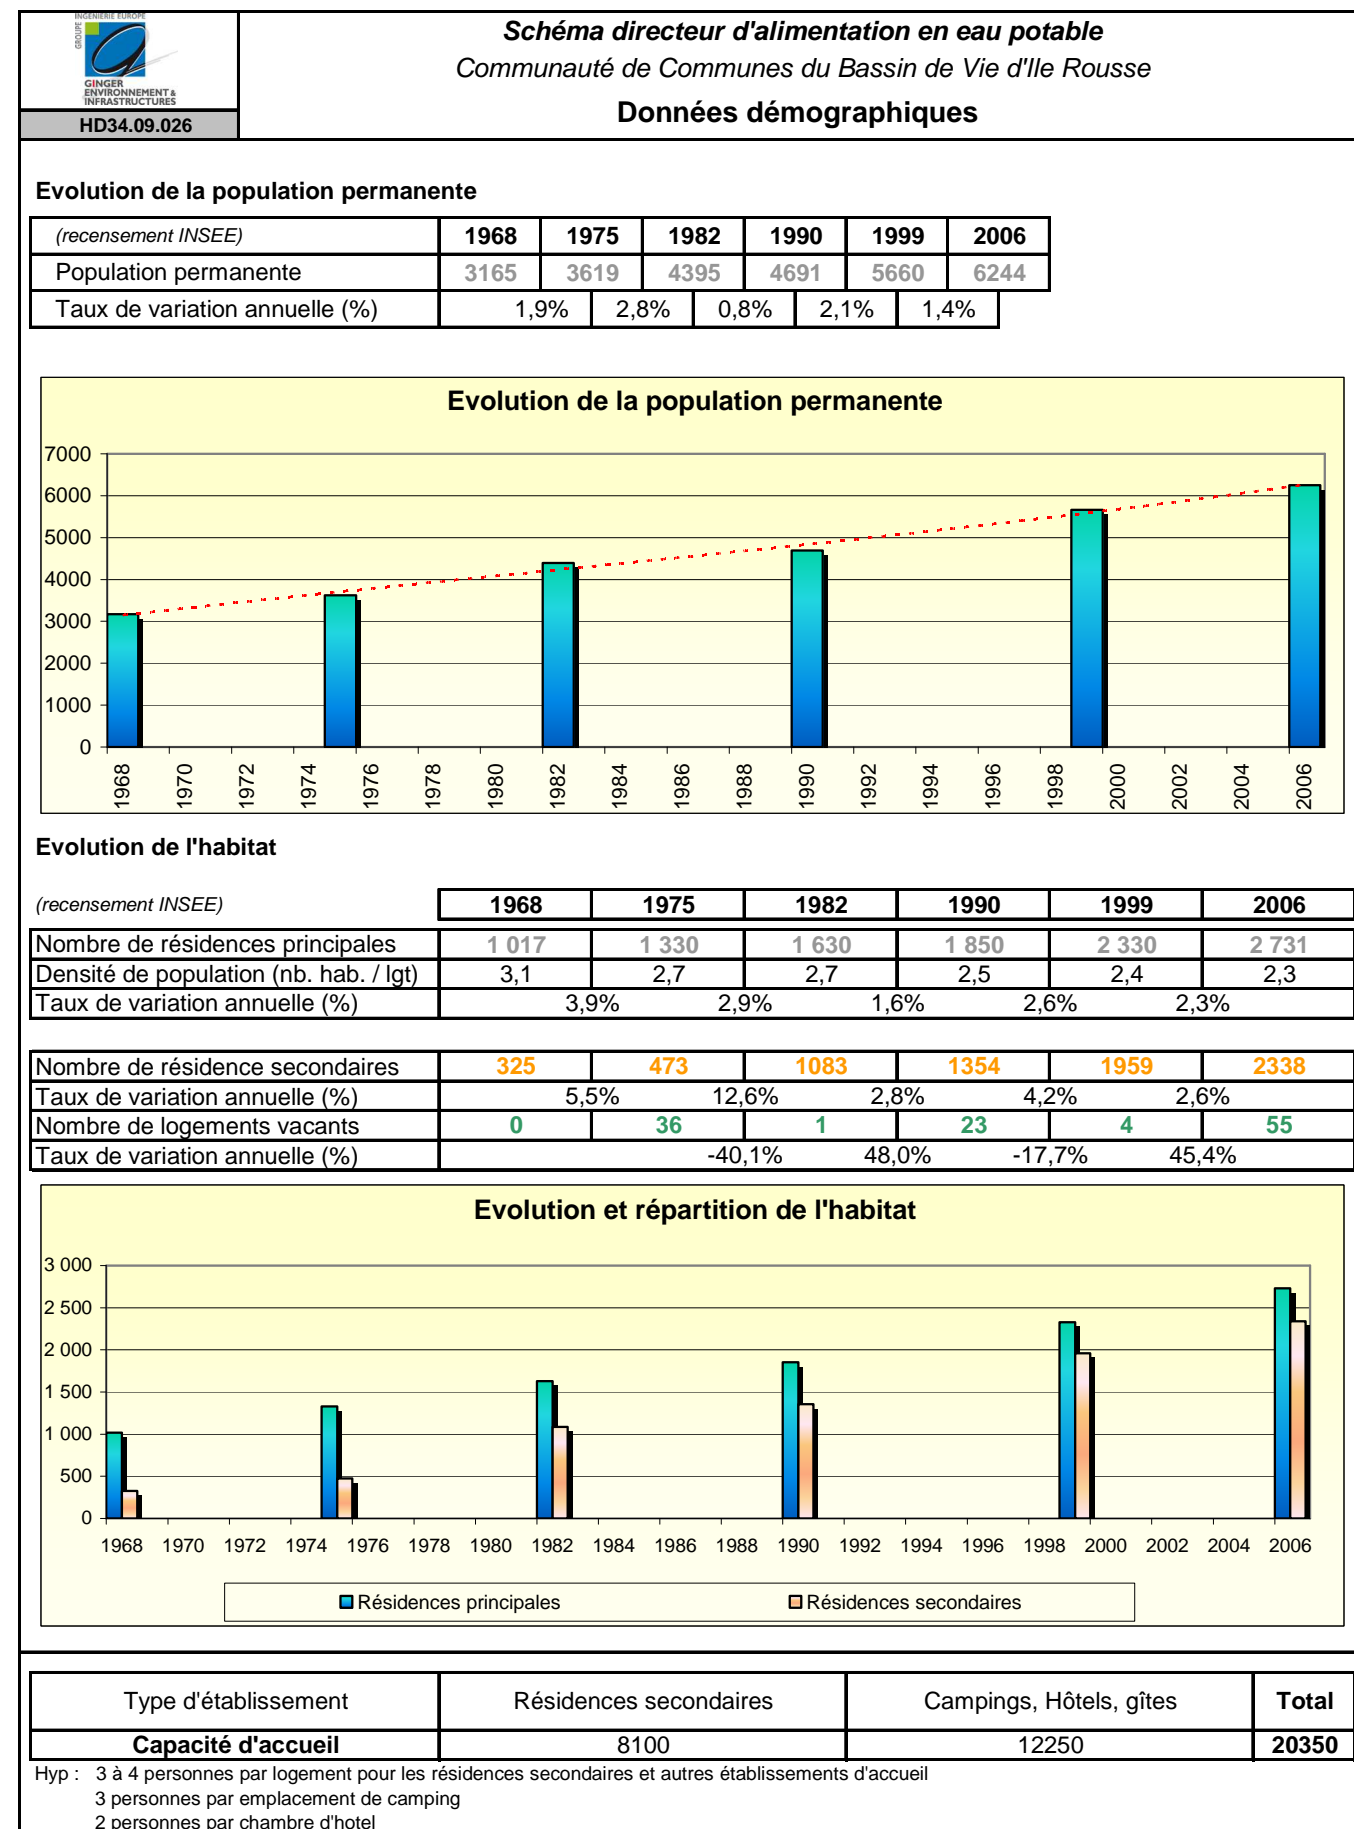 INGENIERIE EUROPE
GROUPE
GINGER
ENVIRONNEMENT &
INFRASTRUCTURES
HD34.09.026
Schéma directeur d'alimentation en eau potable
Communauté de Communes du Bassin de Vie d'Ile Rousse
Données démographiques
Evolution de la population permanente
(recensement INSEE) 1968 1975 1982 1990 1999 2006
Population permanente 3165 3619 4395 4691 5660 6244
Taux de variation annuelle (%) 1,9% 2,8% 0,8% 2,1% 1,4%
Evolution de la population permanente
7000
6000
5000
4000
3000
2000
1000
0
1968 1970 1972 1974 1976 1978 1980 1982 1984 1986 1988 1990 1992 1994 1996 1998 2000 2002 2004 2006
Evolution de l'habitat
(recensement INSEE) 1968 1975 1982 1990 1999 2006
Nombre de résidences principales 1 017 1 330 1 630 1 850 2 330 2 731
Densité de population (nb. hab. / lgt) 3,1 2,7 2,7 2,5 2,4 2,3
Taux de variation annuelle (%) 3,9% 2,9% 1,6% 2,6% 2,3%
Nombre de résidence secondaires 325 473 1083 1354 1959 2338
Taux de variation annuelle (%) 5,5% 12,6% 2,8% 4,2% 2,6%
Nombre de logements vacants 0 36 1 23 4 55
Taux de variation annuelle (%) -40,1% 48,0% -17,7% 45,4%
Evolution et répartition de l'habitat
3 000
2 500
2 000
1 500
1 000
500
0
1968 1970 1972 1974 1976 1978 1980 1982 1984 1986 1988 1990 1992 1994 1996 1998 2000 2002 2004 2006
Résidences principales Résidences secondaires
Type d'établissement Résidences secondaires Campings, Hôtels, gîtes Total
Capacité d'accueil 8100 12250 20350
Hyp : 3 à 4 personnes par logement pour les résidences secondaires et autres établissements d'accueil
3 personnes par emplacement de camping
2 personnes par chambre d'hotel